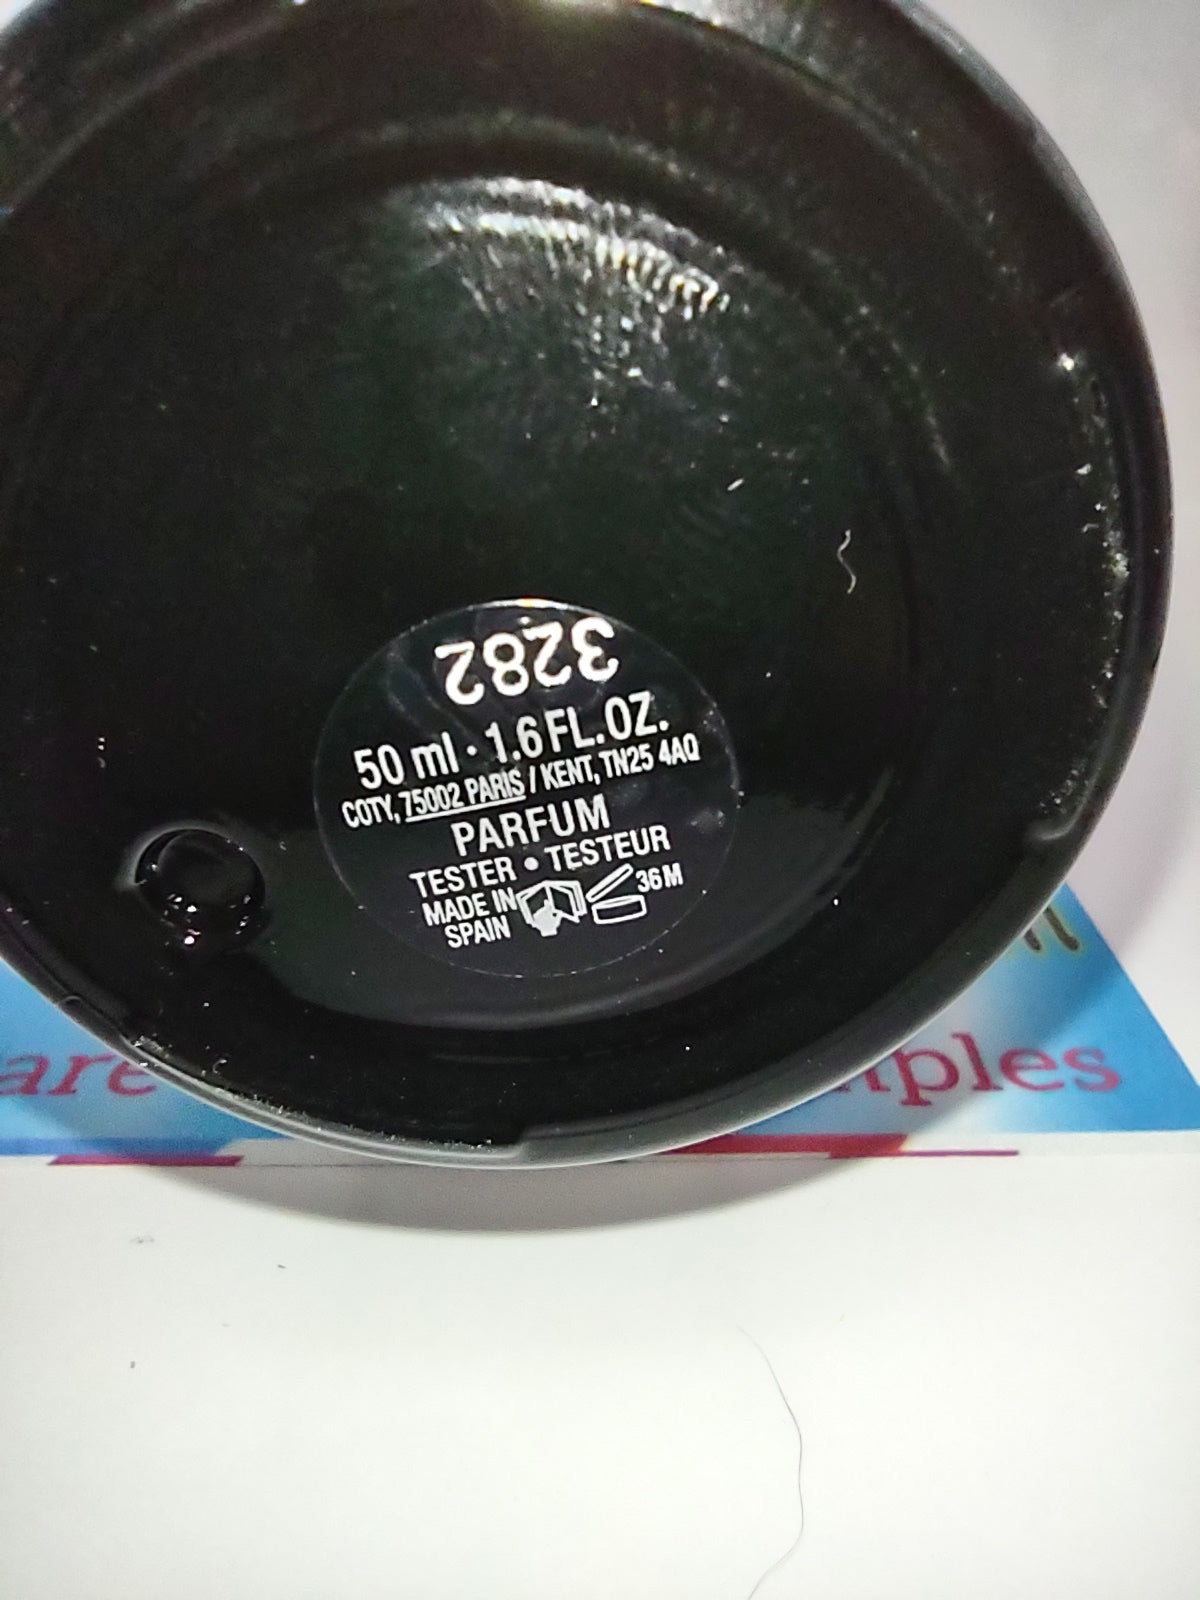 3282
50 ml · 1.6 FL. OZ.
COTY, 75002 PARIS / KENT, TN25 4AQ
PARFUM
TESTER • TESTEUR
MADE IN
SPAIN
36 M